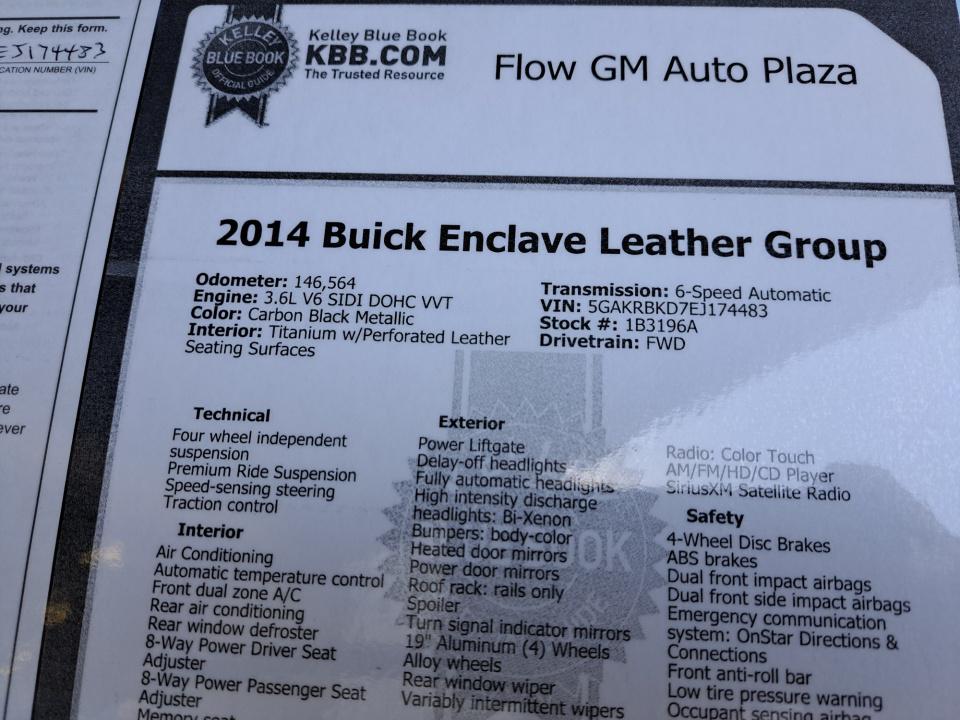 ng. Keep this form.
EJ174483
CATION NUMBER (VIN)
systems
s that
your
ate
re
ever
KELLEY
BLUE BOOK
OFFICIAL GUIDE
Kelley Blue Book
KBB.COM
The Trusted Resource
Flow GM Auto Plaza
2014 Buick Enclave Leather Group
Odometer: 146,564
Engine: 3.6L V6 SIDI DOHC VVT
Color: Carbon Black Metallic
Interior: Titanium w/Perforated Leather
Seating Surfaces
Transmission: 6-Speed Automatic
VIN: 5GAKRBKD7EJ174483
Stock #: 1B3196A
Drivetrain: FWD
Technical
Four wheel independent
suspension
Premium Ride Suspension
Speed-sensing steering
Traction control
Interior
Air Conditioning
Automatic temperature control
Front dual zone A/C
Rear air conditioning
Rear window defroster
8-Way Power Driver Seat
Adjuster
8-Way Power Passenger Seat
Adjuster
Memory seat
Exterior
Power Liftgate
Delay-off headlights
Fully automatic headlights
High intensity discharge
headlights: Bi-Xenon
Bumpers: body-color
Heated door mirrors
Power door mirrors
Roof rack: rails only
Spoiler
Turn signal indicator mirrors
19" Aluminum (4) Wheels
Alloy wheels
Rear window wiper
Variably intermittent wipers
Radio: Color Touch
AM/FM/HD/CD Player
SiriusXM Satellite Radio
Safety
4-Wheel Disc Brakes
ABS brakes
Dual front impact airbags
Dual front side impact airbags
Emergency communication
system: OnStar Directions &
Connections
Front anti-roll bar
Low tire pressure warning
Occupant sensing airbag